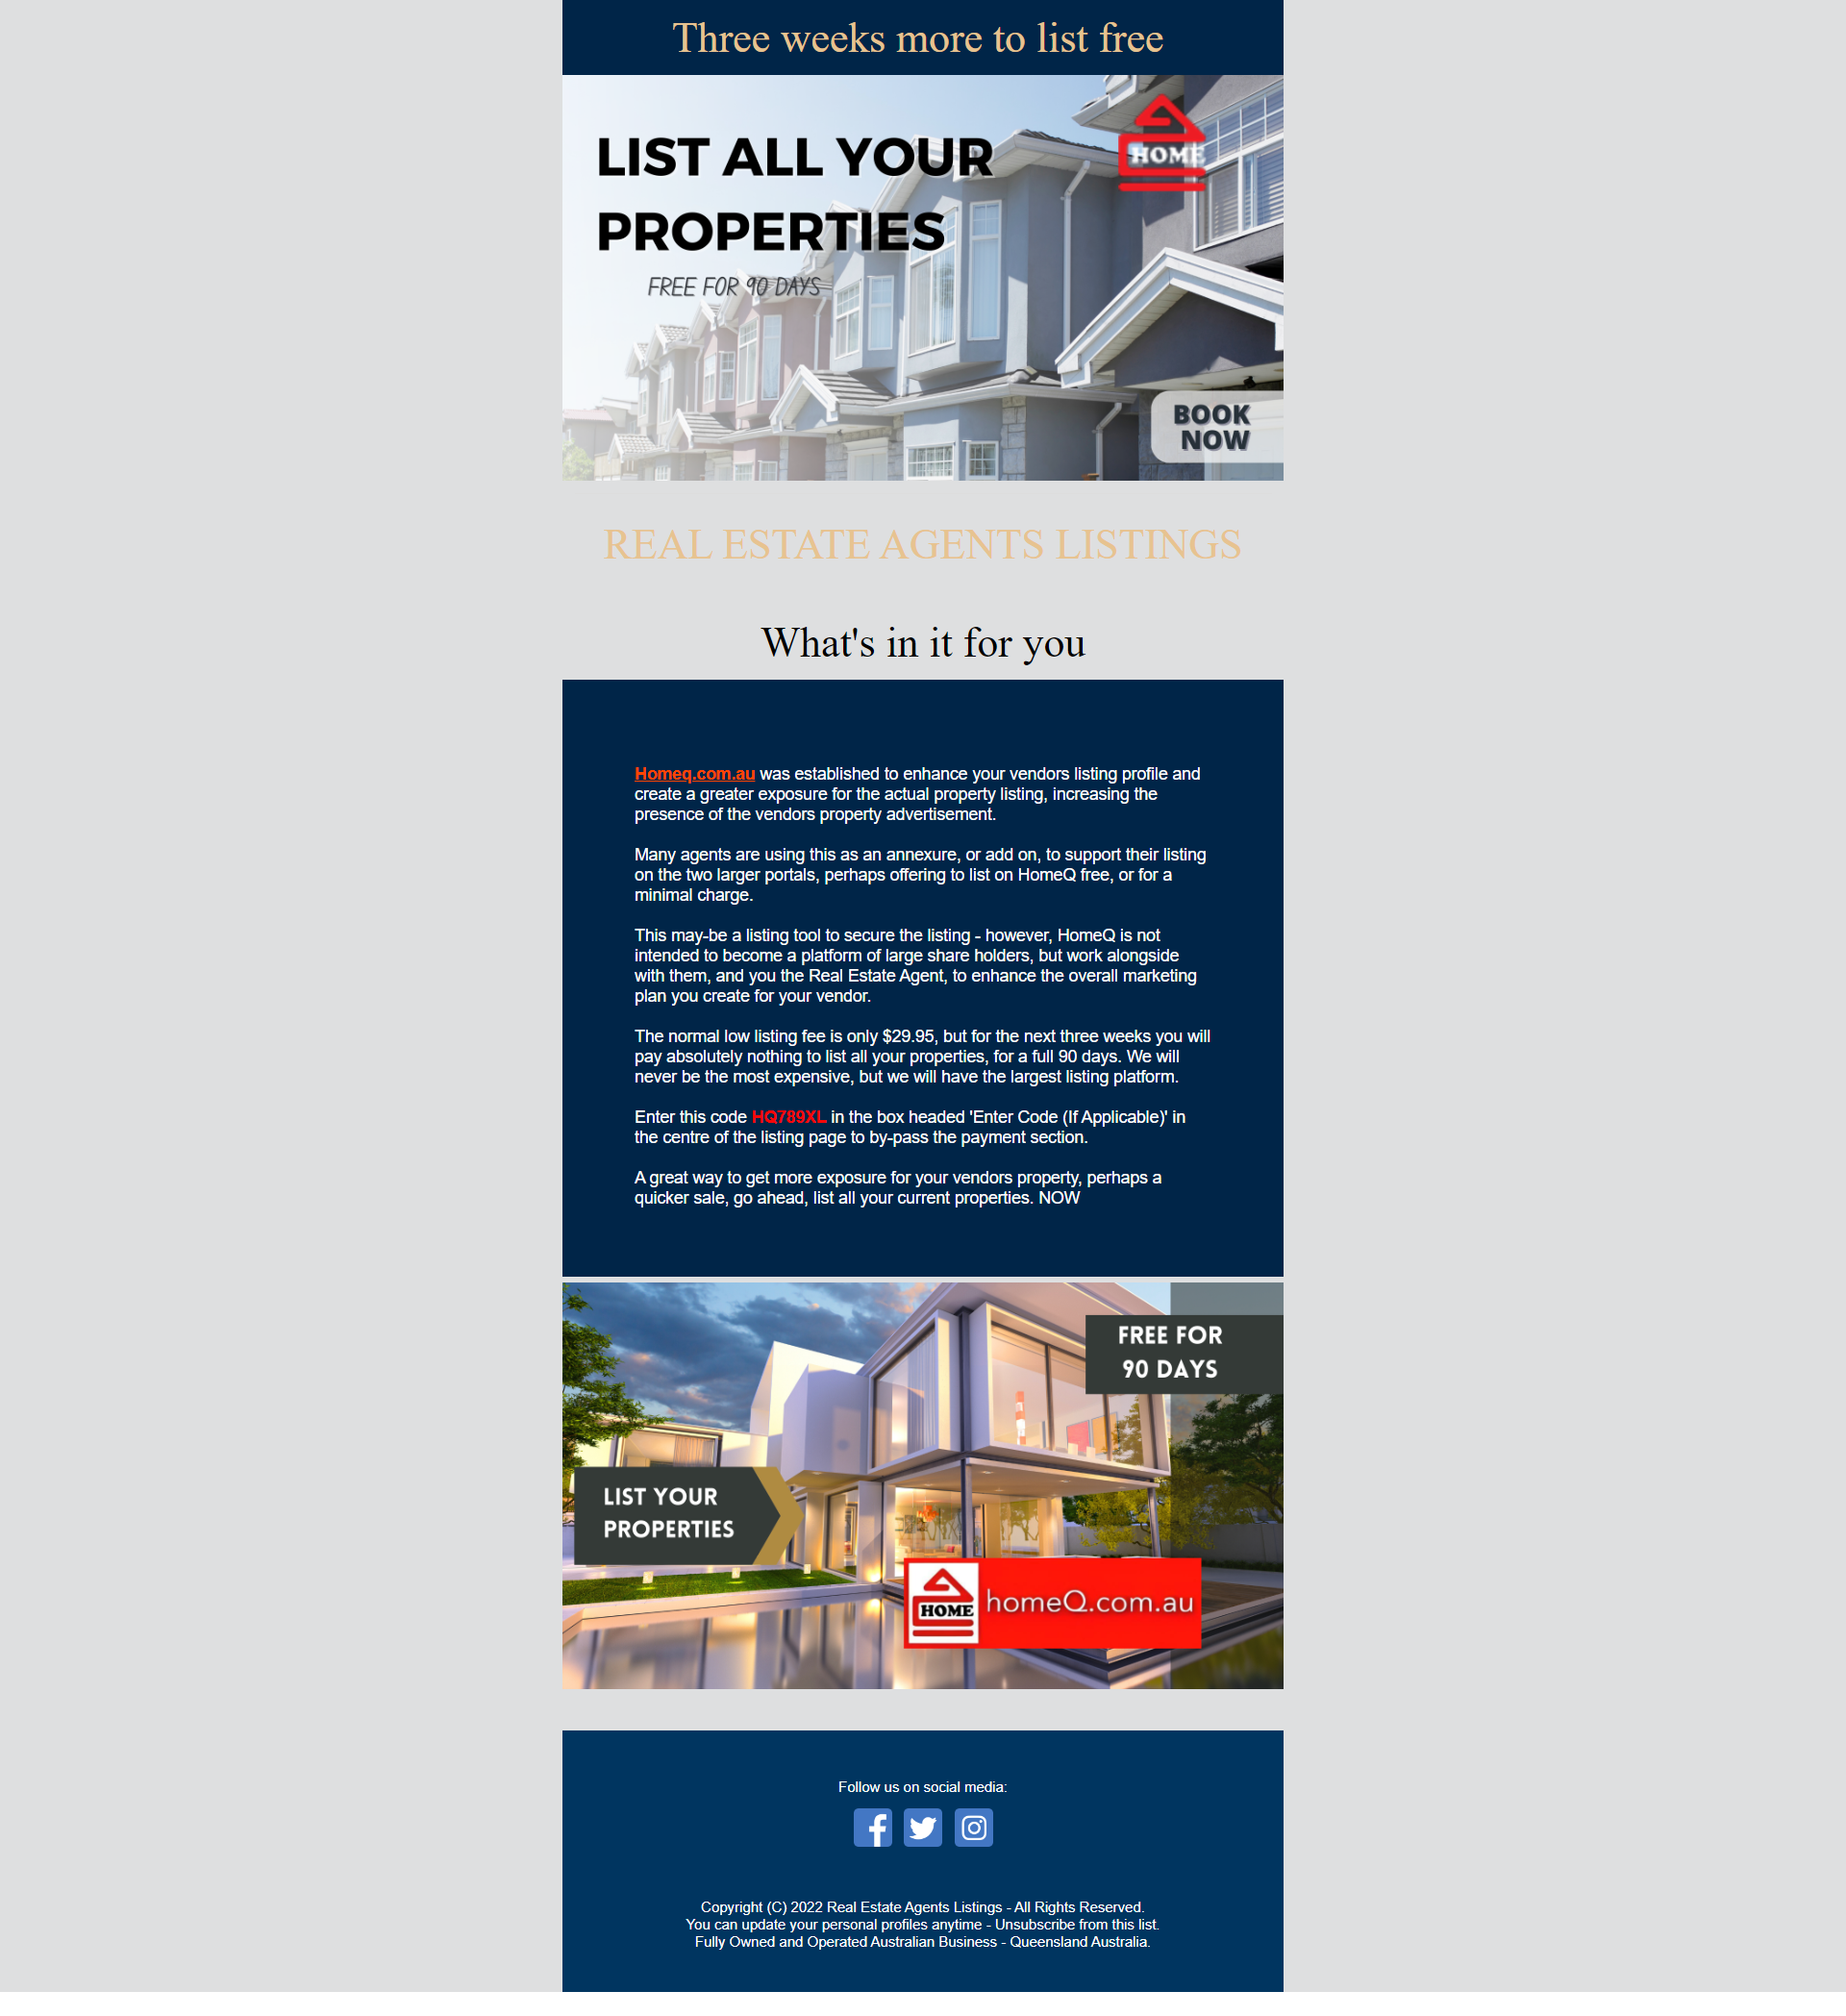 Three weeks more to list free
LIST ALL YOUR
PROPERTIES
FREE FOR 90 DAYS
HOME
BOOK
NOW
REAL ESTATE AGENTS LISTINGS
What's in it for you
Homeq.com.au was established to enhance your vendors listing profile and
create a greater exposure for the actual property listing, increasing the
presence of the vendors property advertisement.
Many agents are using this as an annexure, or add on, to support their listing
on the two larger portals, perhaps offering to list on HomeQ free, or for a
minimal charge.
This may-be a listing tool to secure the listing - however, HomeQ is not
intended to become a platform of large share holders, but work alongside
with them, and you the Real Estate Agent, to enhance the overall marketing
plan you create for your vendor.
The normal low listing fee is only $29.95, but for the next three weeks you will
pay absolutely nothing to list all your properties, for a full 90 days. We will
never be the most expensive, but we will have the largest listing platform.
Enter this code HQ789XL in the box headed 'Enter Code (If Applicable)' in
the centre of the listing page to by-pass the payment section.
A great way to get more exposure for your vendors property, perhaps a
quicker sale, go ahead, list all your current properties. NOW
FREE FOR
90 DAYS
LIST YOUR
PROPERTIES
HOME
homeQ.com.au
Follow us on social media:
Copyright (C) 2022 Real Estate Agents Listings - All Rights Reserved.
You can update your personal profiles anytime - Unsubscribe from this list.
Fully Owned and Operated Australian Business - Queensland Australia.